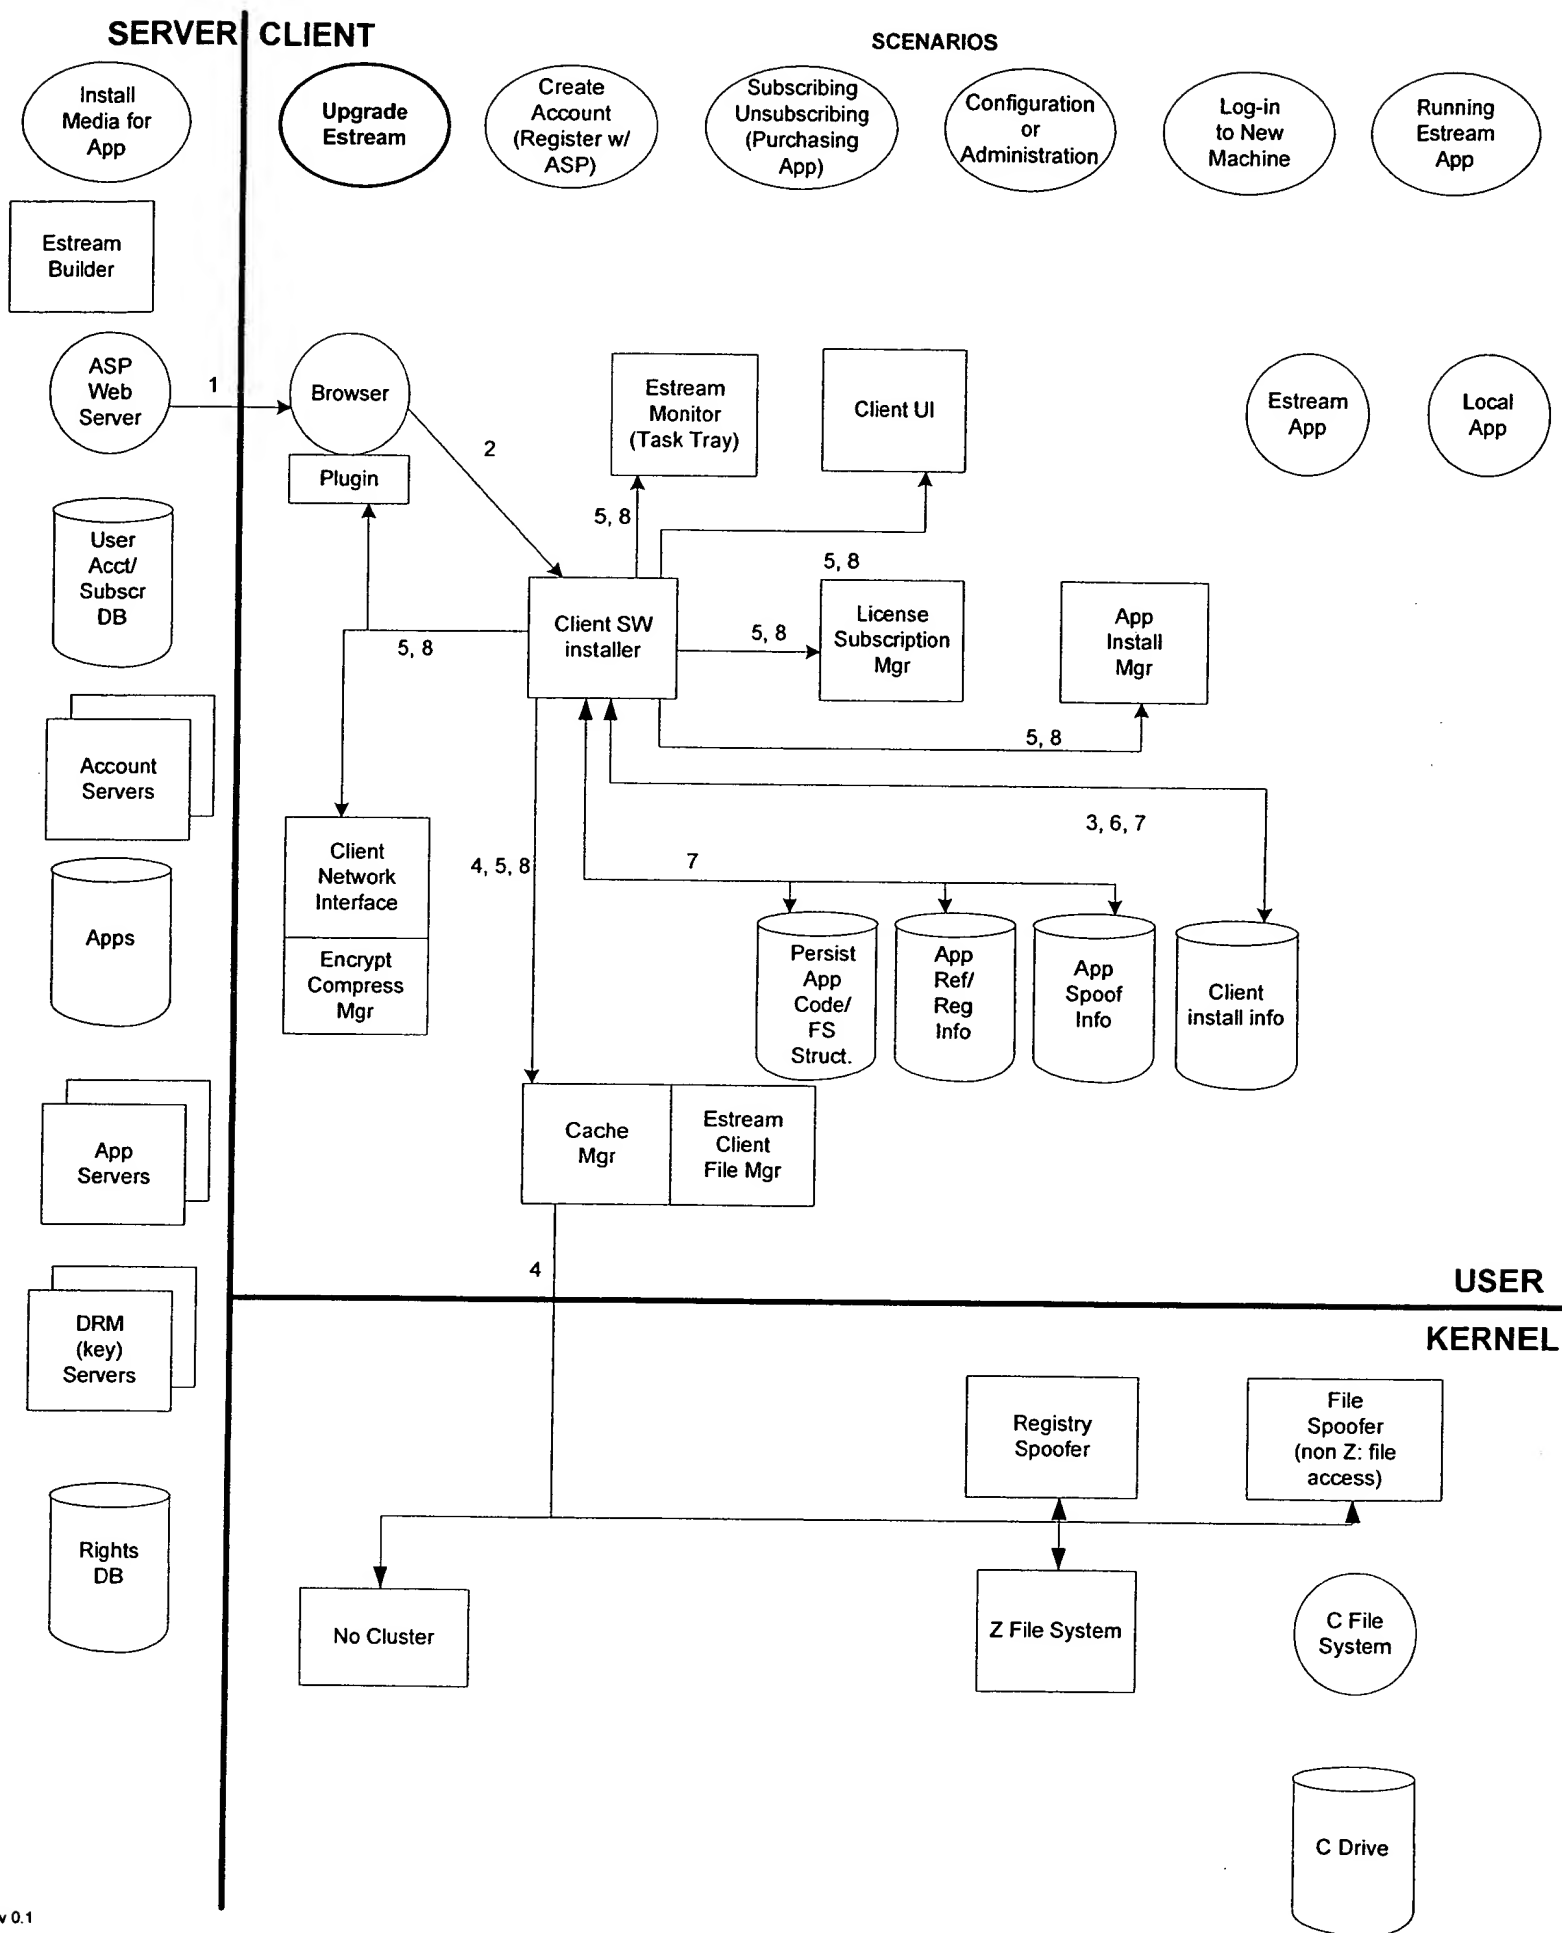 SERVER CLIENT
SCENARIOS
Install
Media for
App
Upgrade
Estream
Create
Account
(Register w/
ASP)
Subscribing
Unsubscribing
(Purchasing
App)
Configuration
or
Administration
Log-in
to New
Machine
Running
Estream
App
Estream
Builder
ASP
Web
Server
1
Browser
Plugin
2
Estream
Monitor
(Task Tray)
Client UI
Estream
App
Local
App
5, 8
5, 8
User
Acct/
Subscr
DB
Client SW
installer
5, 8
5, 8
License
Subscription
Mgr
App
Install
Mgr
5, 8
Account
Servers
3, 6, 7
Client
Network
Interface
Encrypt
Compress
Mgr
4, 5, 8
7
Apps
Persist
App
Code/
FS
Struct.
App
Ref/
Reg
Info
App
Spoof
Info
Client
install info
App
Servers
Cache
Mgr
Estream
Client
File Mgr
4
USER
KERNEL
DRM
(key)
Servers
Registry
Spoofer
File
Spoofer
(non Z: file
access)
Rights
DB
No Cluster
Z File System
C File
System
C Drive
v 0.1